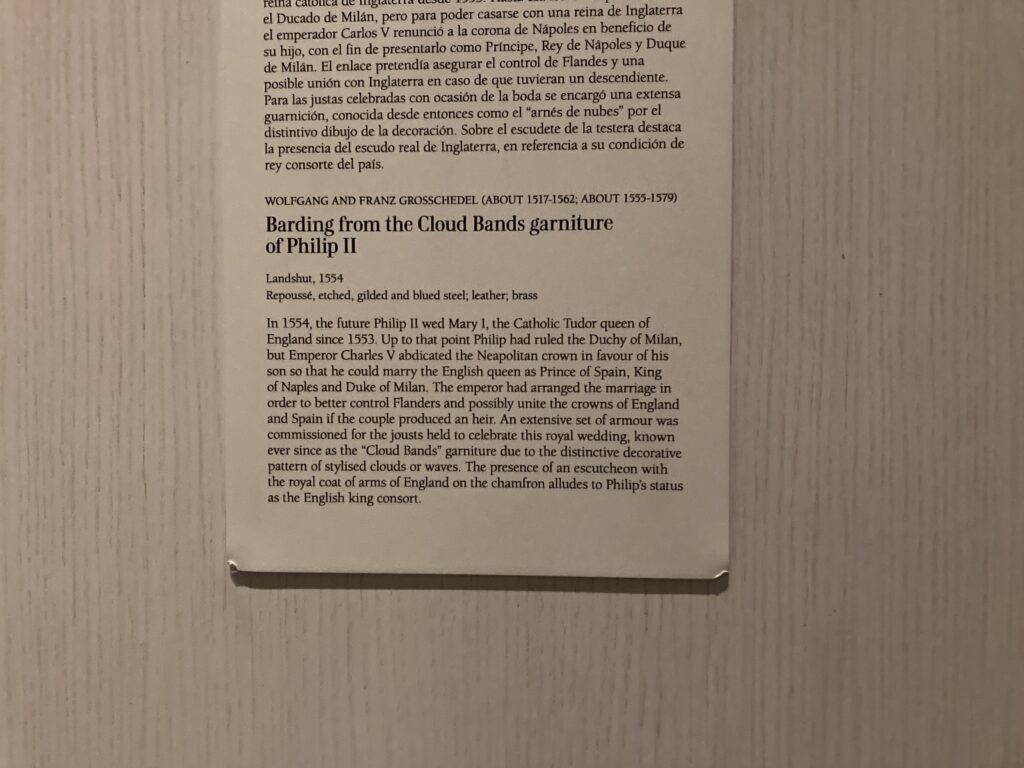 reina católica de Inglaterra desde 1553.
el Ducado de Milán, pero para poder casarse con una reina de Inglaterra
el emperador Carlos V renunció a la corona de Nápoles en beneficio de
su hijo, con el fin de presentarlo como Príncipe, Rey de Nápoles y Duque
de Milán. El enlace pretendía asegurar el control de Flandes y una
posible unión con Inglaterra en caso de que tuvieran un descendiente.
Para las justas celebradas con ocasión de la boda se encargó una extensa
guarnición, conocida desde entonces como el “arnés de nubes” por el
distintivo dibujo de la decoración. Sobre el escudete de la testera destaca
la presencia del escudo real de Inglaterra, en referencia a su condición de
rey consorte del país.
WOLFGANG AND FRANZ GROSSCHEDEL (ABOUT 1517-1562; ABOUT 1555-1579)
Barding from the Cloud Bands garniture
of Philip II
Landshut, 1554
Repoussé, etched, gilded and blued steel; leather; brass
In 1554, the future Philip II wed Mary I, the Catholic Tudor queen of
England since 1553. Up to that point Philip had ruled the Duchy of Milan,
but Emperor Charles V abdicated the Neapolitan crown in favour of his
son so that he could marry the English queen as Prince of Spain, King
of Naples and Duke of Milan. The emperor had arranged the marriage in
order to better control Flanders and possibly unite the crowns of England
and Spain if the couple produced an heir. An extensive set of armour was
commissioned for the jousts held to celebrate this royal wedding, known
ever since as the “Cloud Bands” garniture due to the distinctive decorative
pattern of stylised clouds or waves. The presence of an escutcheon with
the royal coat of arms of England on the chamfron alludes to Philip's status
as the English king consort.